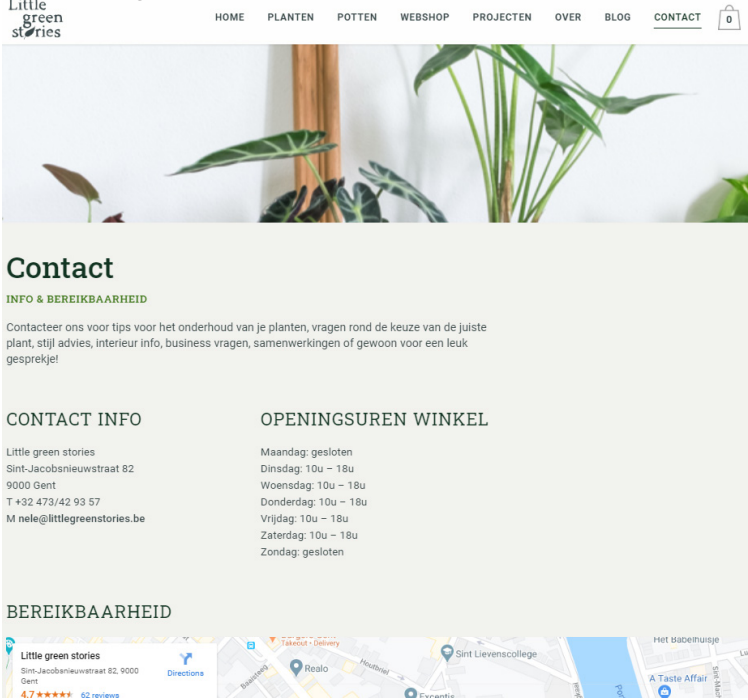 Little
green
stories
HOME PLANTEN POTTEN WEBSHOP PROJECTEN OVER BLOG CONTACT 0
Contact
INFO & BEREIKBAARHEID
Contacteer ons voor tips voor het onderhoud van je planten, vragen rond de keuze van de juiste
plant, stijl advies, interieur info, business vragen, samenwerkingen of gewoon voor een leuk
gesprekje!
CONTACT INFO
Little green stories
Sint-Jacobsnieuwstraat 82
9000 Gent
T +32 473/42 93 57
M nele@littlegreenstories.be
OPENINGSUREN WINKEL
Maandag: gesloten
Dinsdag: 10u – 18u
Woensdag: 10u – 18u
Donderdag: 10u – 18u
Vrijdag: 10u – 18u
Zaterdag: 10u – 18u
Zondag: gesloten
BEREIKBAARHEID
Little green stories
Sint-Jacobsnieuwstraat 82, 9000
Gent
4.7 62 reviews
Directions
Takeout • Delivery
Realo
Houtbriel
Sint Lievenscollege
Het Babelhuisje
A Taste Affair